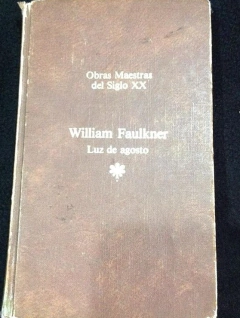 Obras Maestras
del Siglo XX
William Faulkner
Luz de agosto